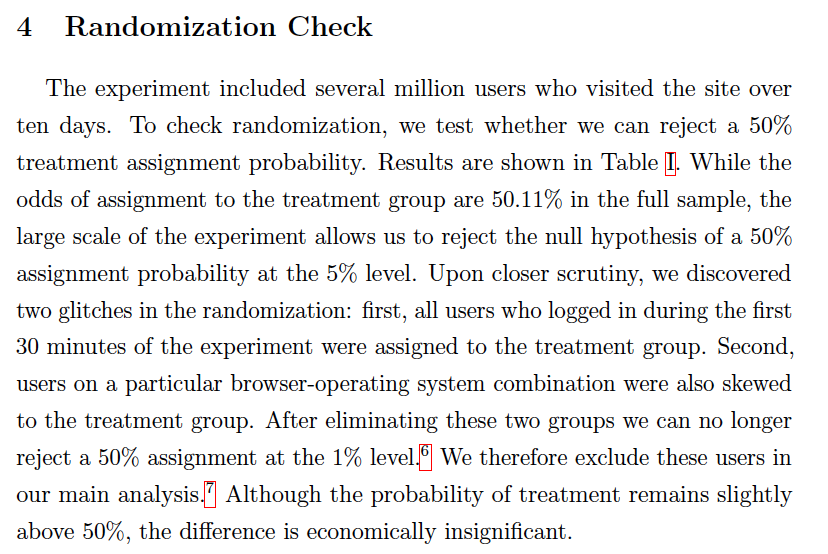 4 Randomization Check
The experiment included several million users who visited the site over
ten days. To check randomization, we test whether we can reject a 50%
treatment assignment probability. Results are shown in Table I. While the
odds of assignment to the treatment group are 50.11% in the full sample, the
large scale of the experiment allows us to reject the null hypothesis of a 50%
assignment probability at the 5% level. Upon closer scrutiny, we discovered
two glitches in the randomization: first, all users who logged in during the first
30 minutes of the experiment were assigned to the treatment group. Second,
users on a particular browser-operating system combination were also skewed
to the treatment group. After eliminating these two groups we can no longer
reject a 50% assignment at the 1% level.6 We therefore exclude these users in
our main analysis.7 Although the probability of treatment remains slightly
above 50%, the difference is economically insignificant.